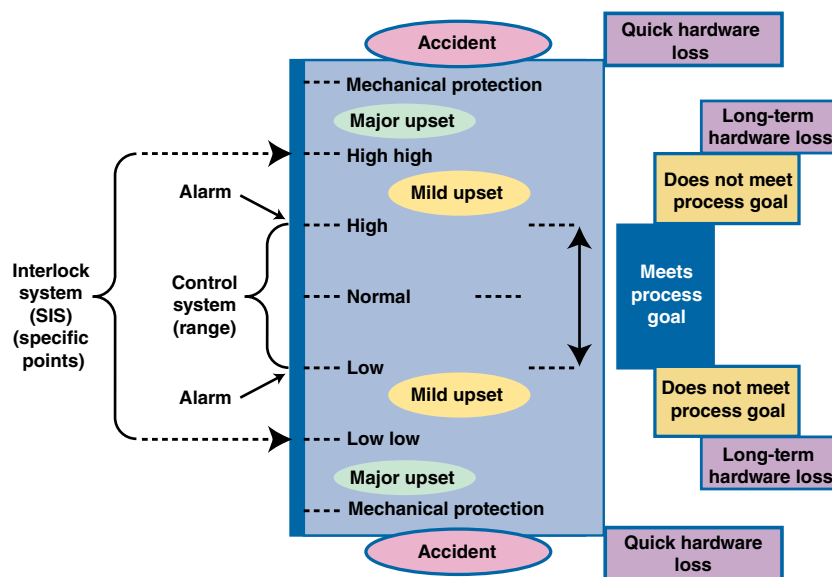 Accident
Quick hardware
loss
Mechanical protection
Major upset
Long-term
hardware loss
High high
Does not meet
process goal
Alarm
Mild upset
High
Interlock
system
(SIS)
(specific
points)
Control
system
(range)
Normal
Meets
process
goal
Low
Alarm
Mild upset
Does not meet
process goal
Low low
Long-term
hardware loss
Major upset
Mechanical protection
Accident
Quick hardware
loss